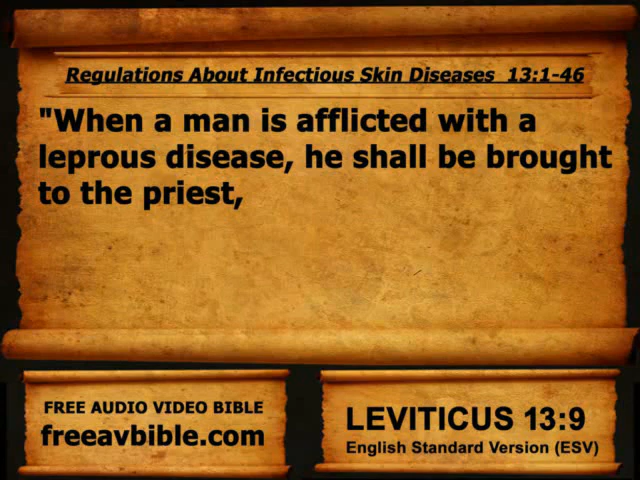 Regulations About Infectious Skin Diseases  13:1-46
"When a man is afflicted with a
leprous disease, he shall be brought
to the priest,
FREE AUDIO VIDEO BIBLE
freeavbible.com
LEVITICUS 13:9
English Standard Version (ESV)